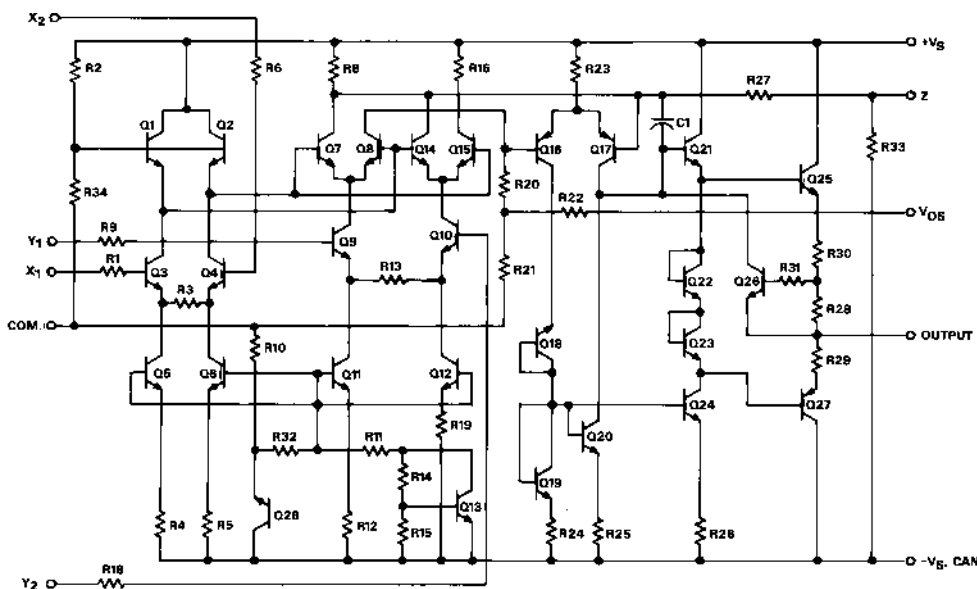 X2
R2
R6
R8
R16
R23
+VS
R27
Z
C1
Q1
Q2
Q7
Q8
Q14
Q15
Q16
Q17
Q21
R33
Q25
R34
R20
R22
VOS
Y1
R9
Q9
Q10
R21
R30
X1
R1
Q3
Q4
R13
Q22
Q26
R31
R3
R28
COM.
R10
Q18
Q23
OUTPUT
R29
Q6
Q11
Q12
Q24
Q27
R19
Q20
R32
R11
R14
Q19
Q13
Q28
R4
R5
R12
R15
R24
R25
R26
-VS, CAN
Y2
R18